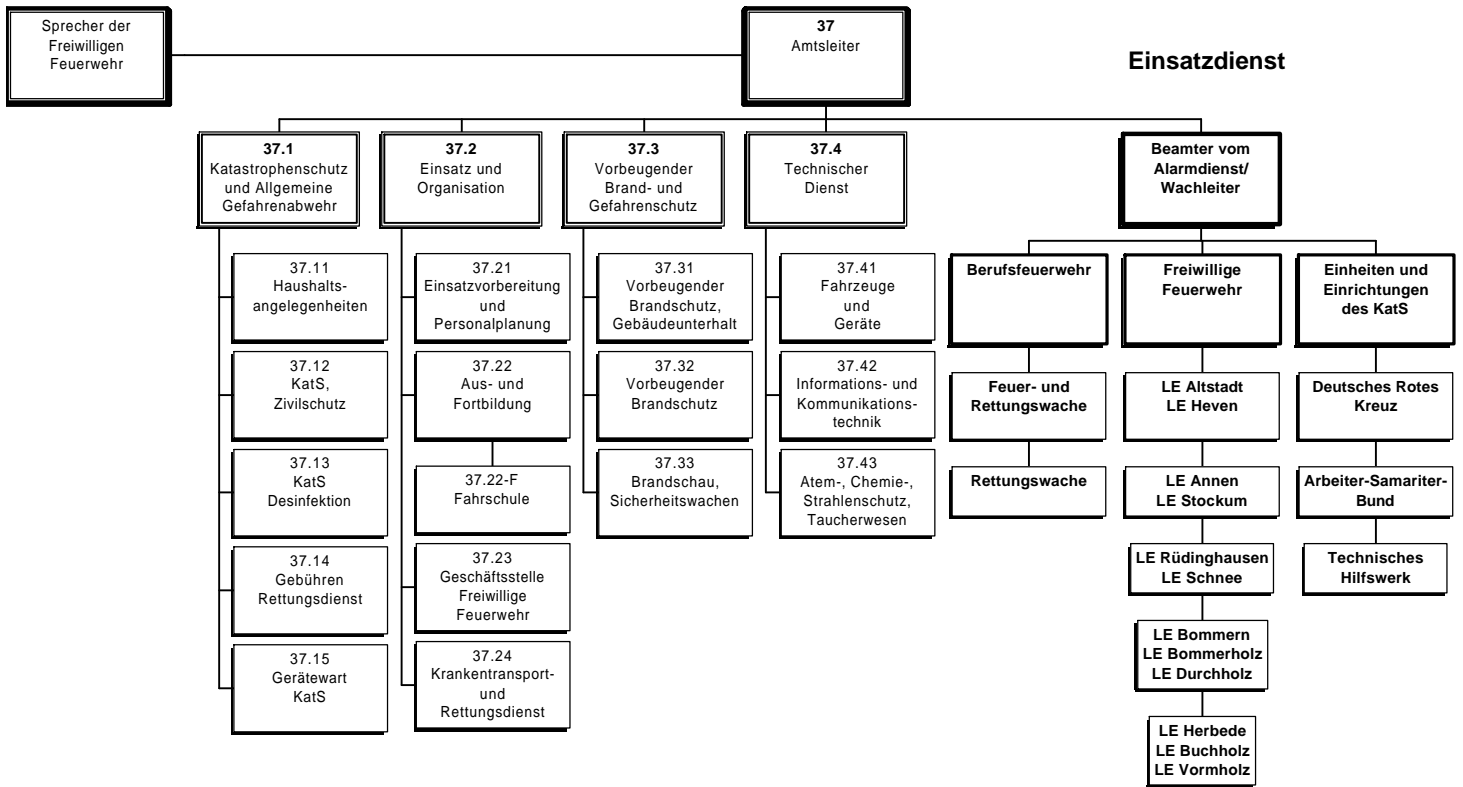 Sprecher der
Freiwilligen
Feuerwehr
37
Amtsleiter
Einsatzdienst
37.1
Katastrophenschutz
und Allgemeine
Gefahrenabwehr
37.2
Einsatz und
Organisation
37.3
Vorbeugender
Brand- und
Gefahrenschutz
37.4
Technischer
Dienst
Beamter vom
Alarmdienst/
Wachleiter
37.11
Haushalts-
angelegenheiten
37.12
KatS,
Zivilschutz
37.13
KatS
Desinfektion
37.14
Gebühren
Rettungsdienst
37.15
Gerätewart
KatS
37.21
Einsatzvorbereitung
und
Personalplanung
37.22
Aus- und
Fortbildung
37.22-F
Fahrschule
37.23
Geschäftsstelle
Freiwillige
Feuerwehr
37.24
Krankentransport-
und
Rettungsdienst
37.31
Vorbeugender
Brandschutz,
Gebäudeunterhalt
37.32
Vorbeugender
Brandschutz
37.33
Brandschau,
Sicherheitswachen
37.41
Fahrzeuge
und
Geräte
37.42
Informations- und
Kommunikations-
technik
37.43
Atem-, Chemie-,
Strahlenschutz,
Taucherwesen
Berufsfeuerwehr
Feuer- und
Rettungswache
Rettungswache
Freiwillige
Feuerwehr
LE Altstadt
LE Heven
LE Annen
LE Stockum
LE Rüdinghausen
LE Schnee
LE Bommern
LE Bommerholz
LE Durchholz
LE Herbede
LE Buchholz
LE Vormholz
Einheiten und
Einrichtungen
des KatS
Deutsches Rotes
Kreuz
Arbeiter-Samariter-
Bund
Technisches
Hilfswerk